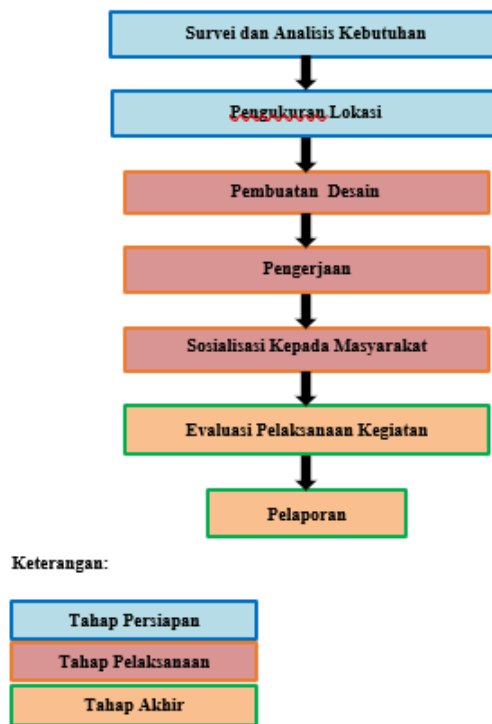 Survei dan Analisis Kebutuhan
Pengukuran Lokasi
Pembuatan Desain
Pengerjaan
Sosialisasi Kepada Masyarakat
Evaluasi Pelaksanaan Kegiatan
Pelaporan
Keterangan:
Tahap Persiapan
Tahap Pelaksanaan
Tahap Akhir